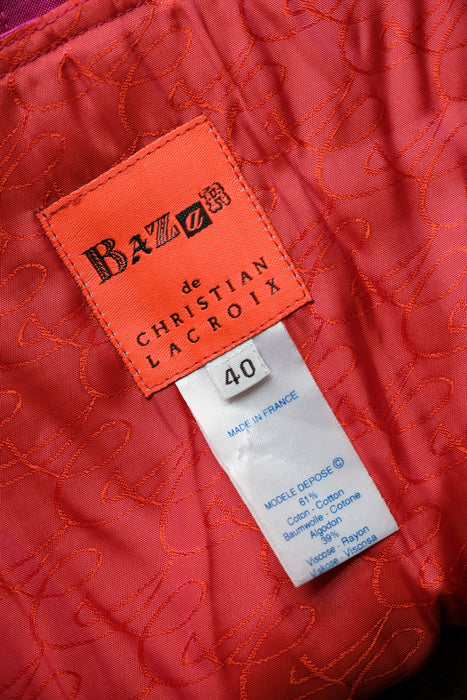 BAZAR
de
CHRISTIAN
LACROIX
40
MADE IN FRANCE
MODELE DEPOSE ©
61%
Coton - Cotton
Baumwolle - Cotone
Algodon
39%
Viscose - Rayon
Viskose - Viscosa